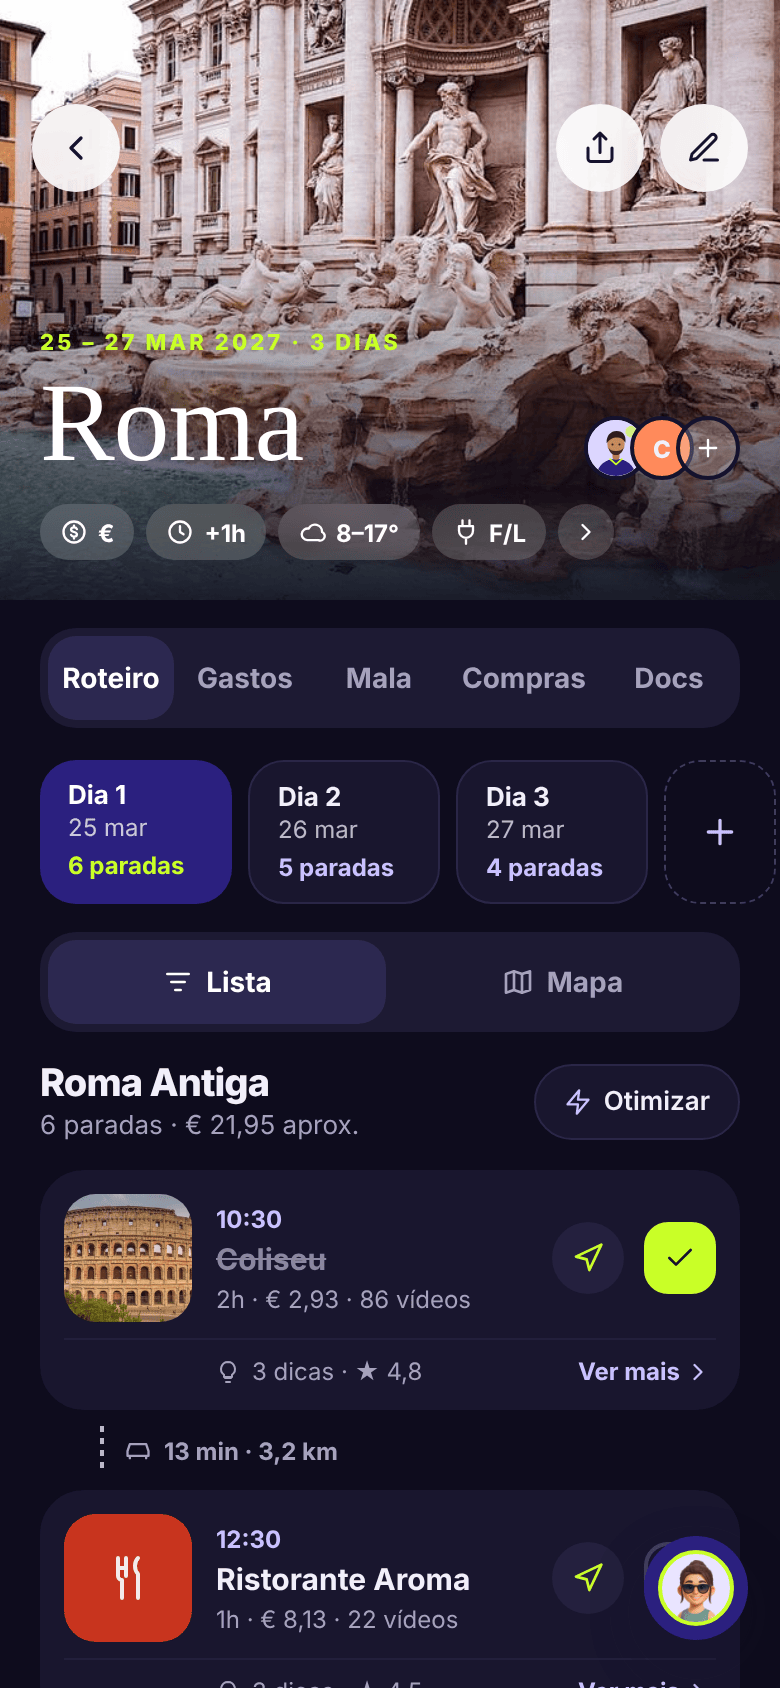 25 – 27 MAR 2027 · 3 DIAS
Roma
C
€
+1h
8–17°
F/L
Roteiro Gastos Mala Compras Docs
Dia 1
25 mar
6 paradas
Dia 2
26 mar
5 paradas
Dia 3
27 mar
4 paradas
Lista
Mapa
Roma Antiga
6 paradas · € 21,95 aprox.
Otimizar
10:30
Coliseu
2h · € 2,93 · 86 vídeos
3 dicas · ★ 4,8
Ver mais
13 min · 3,2 km
12:30
Ristorante Aroma
1h · € 8,13 · 22 vídeos
Ver mais